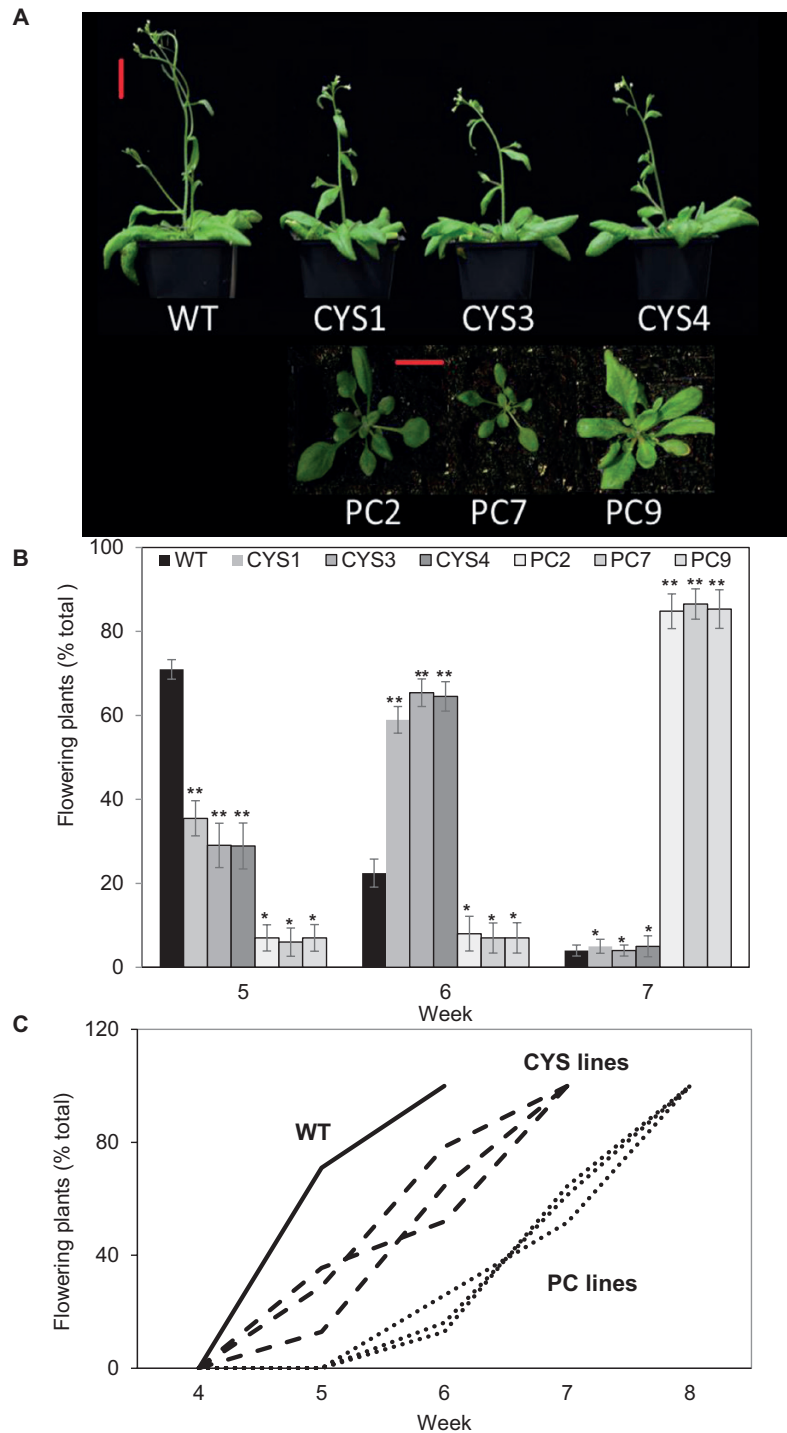 A
WT CYS1 CYS3 CYS4
PC2 PC7 PC9
B
Flowering plants (% total )
100
80
60
40
20
0
WT CYS1 CYS3 CYS4 PC2 PC7 PC9
** ** ** * * *
** ** ** * * *
* * * ** ** **
5 6 7
Week
C
Flowering plants (% total)
120
80
40
0
WT
CYS lines
PC lines
4 5 6 7 8
Week